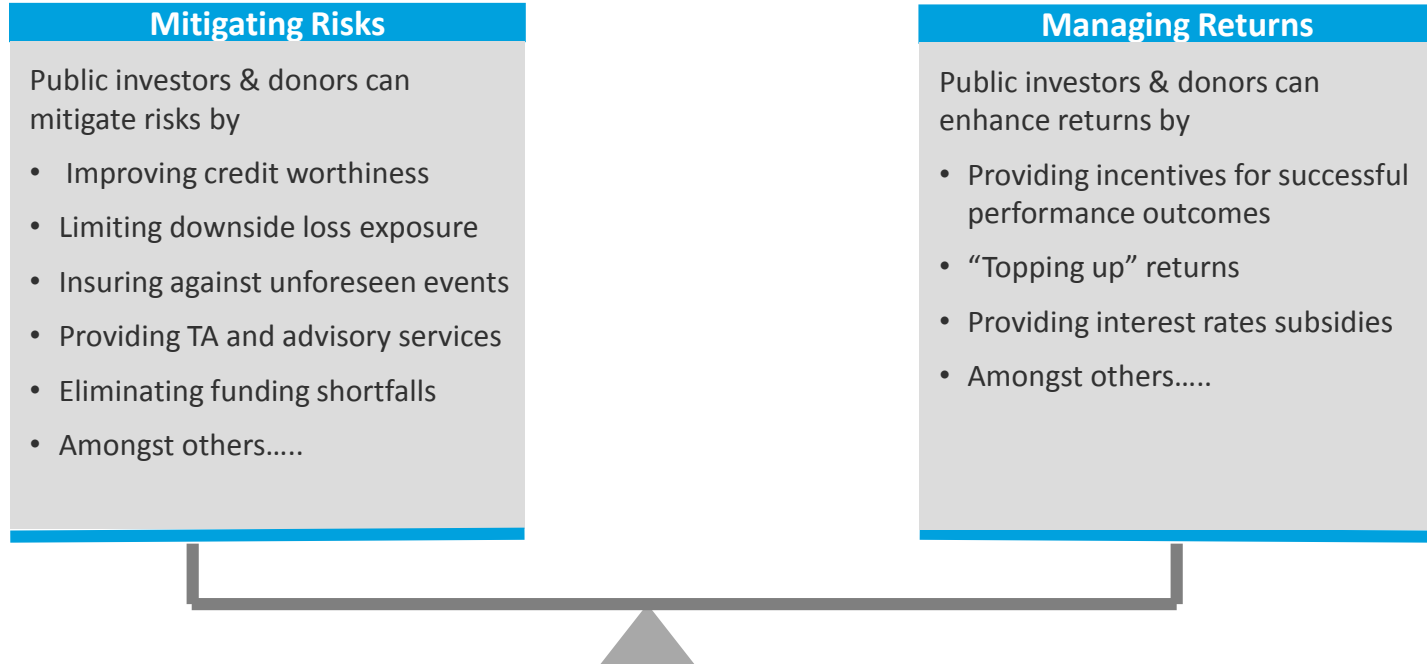 Mitigating Risks
Public investors & donors can
mitigate risks by
• Improving credit worthiness
• Limiting downside loss exposure
• Insuring against unforeseen events
• Providing TA and advisory services
• Eliminating funding shortfalls
• Amongst others…..
Managing Returns
Public investors & donors can
enhance returns by
• Providing incentives for successful
performance outcomes
• “Topping up” returns
• Providing interest rates subsidies
• Amongst others…..